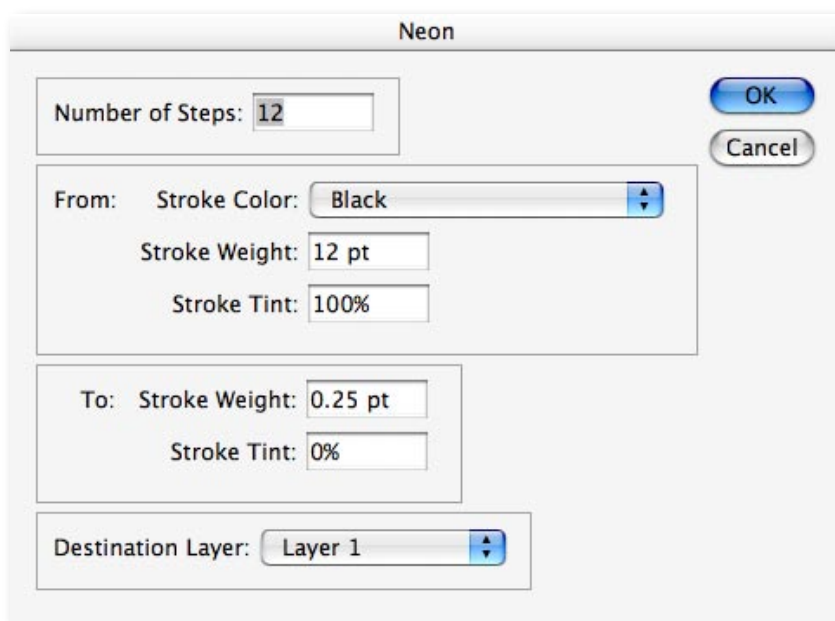 Neon
Number of Steps: 12
OK
Cancel
From: Stroke Color: Black
Stroke Weight: 12 pt
Stroke Tint: 100%
To: Stroke Weight: 0.25 pt
Stroke Tint: 0%
Destination Layer: Layer 1